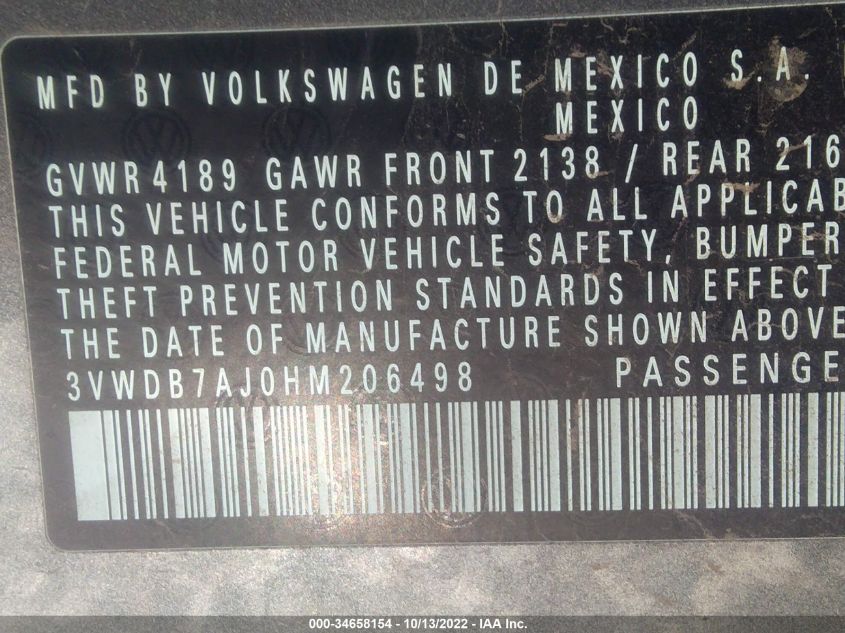 MFD BY VOLKSWAGEN DE MEXICO S.A.
MEXICO
GVWR 4189 GAWR FRONT 2138 / REAR 216
THIS VEHICLE CONFORMS TO ALL APPLICAB
FEDERAL MOTOR VEHICLE SAFETY, BUMPER
THEFT PREVENTION STANDARDS IN EFFECT
THE DATE OF MANUFACTURE SHOWN ABOVE
3VWDB7AJ0HM206498 PASSENGE
000-34658154 - 10/13/2022 - IAA Inc.